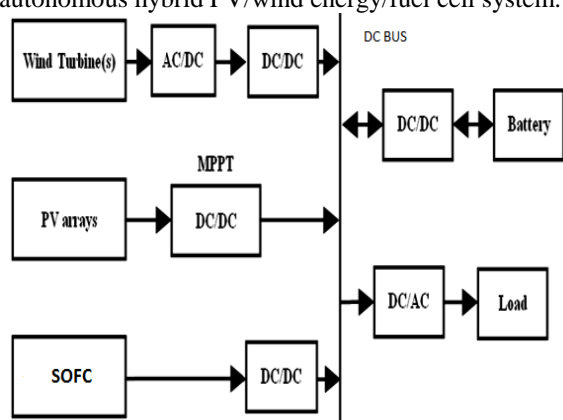 autonomous hybrid PV/wind energy/fuel cell system.
DC BUS
Wind Turbine(s)
AC/DC
DC/DC
DC/DC
Battery
MPPT
PV arrays
DC/DC
DC/AC
Load
SOFC
DC/DC